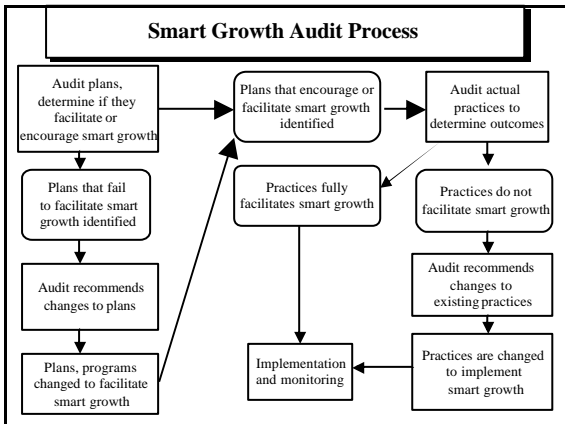 Smart Growth Audit Process
Audit plans,
determine if they
facilitate or
encourage smart growth
Plans that encourage or
facilitate smart growth
identified
Audit actual
practices to
determine outcomes
Plans that fail
to facilitate smart
growth identified
Practices fully
facilitates smart growth
Practices do not
facilitate smart growth
Audit recommends
changes to plans
Audit recommends
changes to
existing practices
Plans, programs
changed to facilitate
smart growth
Implementation
and monitoring
Practices are changed
to implement
smart growth